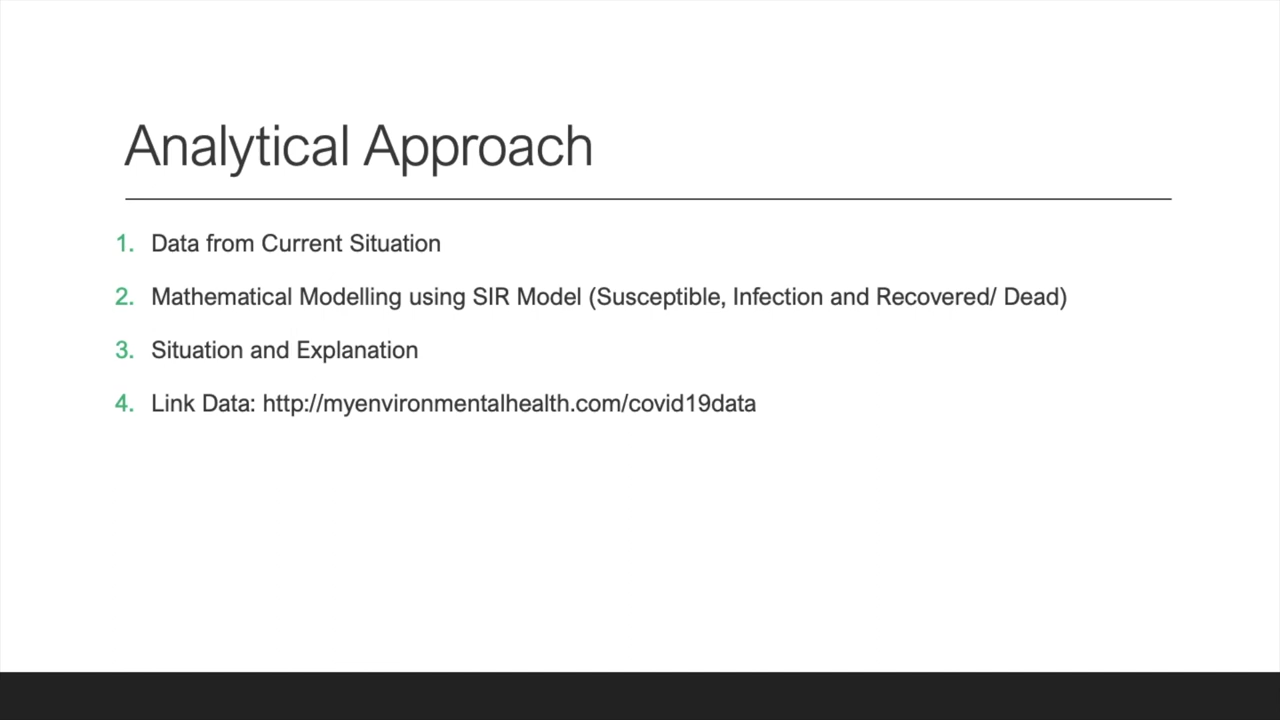 Analytical Approach
1. Data from Current Situation
2. Mathematical Modelling using SIR Model (Susceptible, Infection and Recovered/ Dead)
3. Situation and Explanation
4. Link Data: http://myenvironmentalhealth.com/covid19data